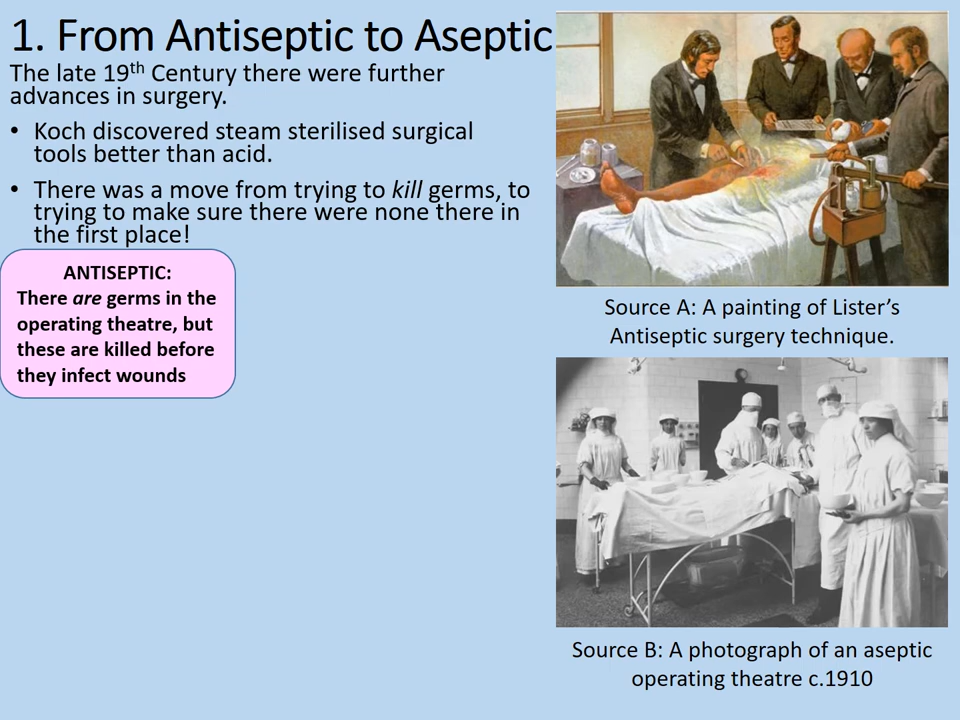 1. From Antiseptic to Aseptic
The late 19th Century there were further
advances in surgery.
• Koch discovered steam sterilised surgical
tools better than acid.
• There was a move from trying to kill germs, to
trying to make sure there were none there in
the first place!
ANTISEPTIC:
There are germs in the
operating theatre, but
these are killed before
they infect wounds
Source A: A painting of Lister’s
Antiseptic surgery technique.
Source B: A photograph of an aseptic
operating theatre c.1910